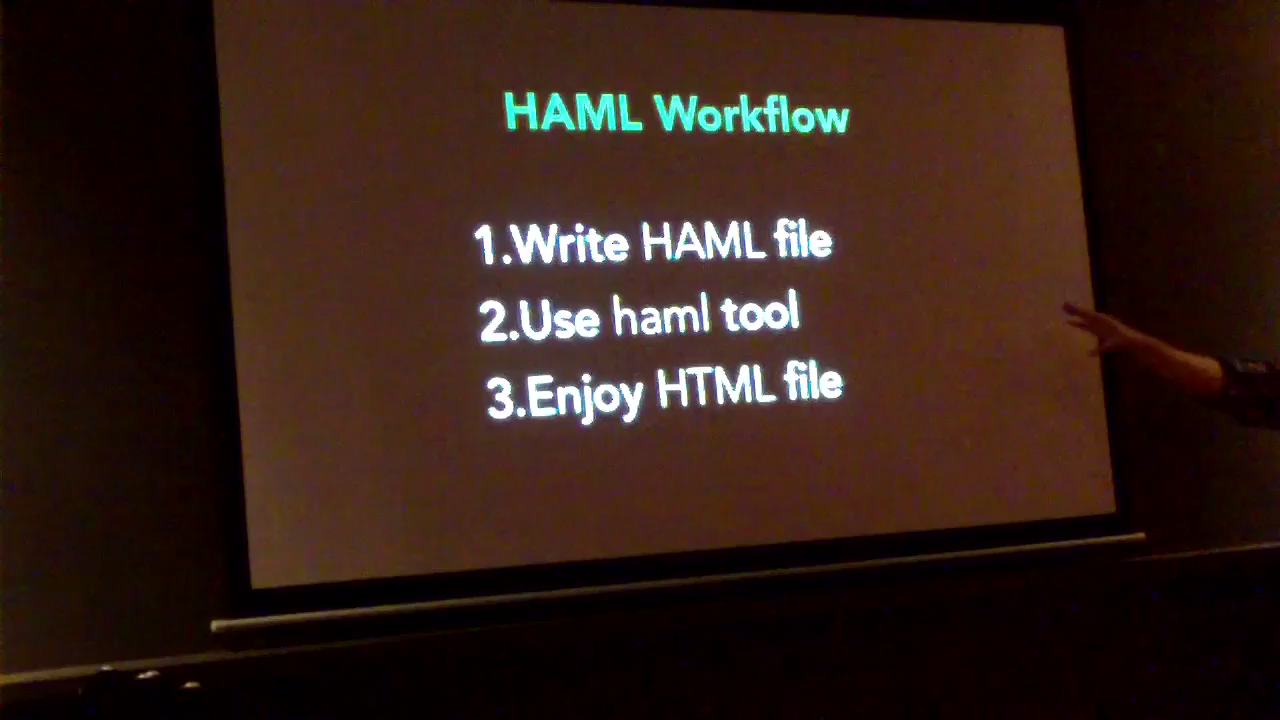 HAML Workflow
1.Write HAML file
2.Use haml tool
3.Enjoy HTML file